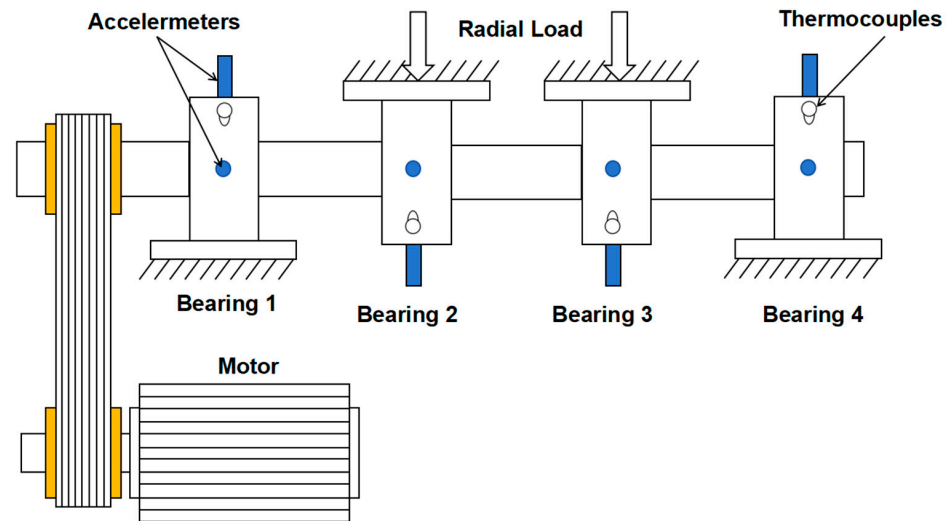 Accelermeters
Radial Load
Thermocouples
Bearing 1
Bearing 2
Bearing 3
Bearing 4
Motor